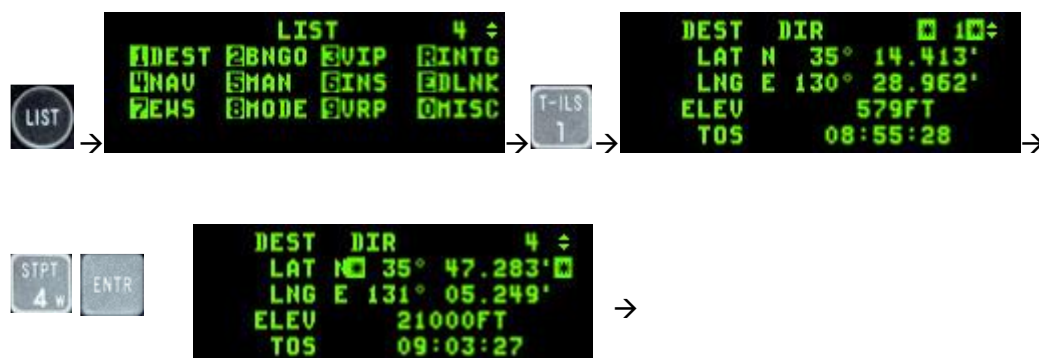 LIST
LIST 4
1DEST 2BNGO 3VIP RINTG
4NAV 5MAN 6INS EDLNK
7EWS 8MODE 9VRP 0MISC
→
→
T-ILS
1
→
DEST DIR * 1*
LAT N 35° 14.413'
LNG E 130° 28.962'
ELEV 579FT
TOS 08:55:28
→
STPT
4 W
ENTR
DEST DIR 4
LAT N* 35° 47.283'*
LNG E 131° 05.249'
ELEV 21000FT
TOS 09:03:27
→